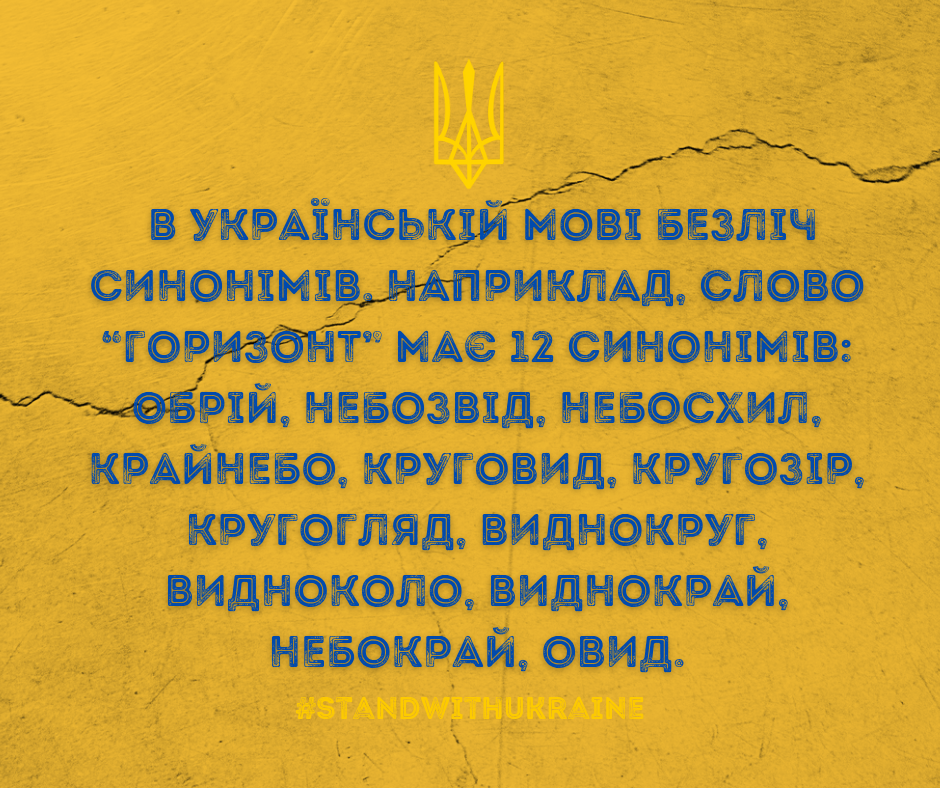 В УКРАЇНСЬКІЙ МОВІ БЕЗЛІЧ
СИНОНІМІВ. НАПРИКЛАД, СЛОВО
“ГОРИЗОНТ” МАЄ 12 СИНОНІМІВ:
ОБРІЙ, НЕБОЗВІД, НЕБОСХИЛ,
КРАЙНЕБО, КРУГОВИД, КРУГОЗІР,
КРУГОГЛЯД, ВИДНОКРУГ,
ВИДНОКОЛО, ВИДНОКРАЙ,
НЕБОКРАЙ, ОВИД.
#STANDWITHUKRAINE